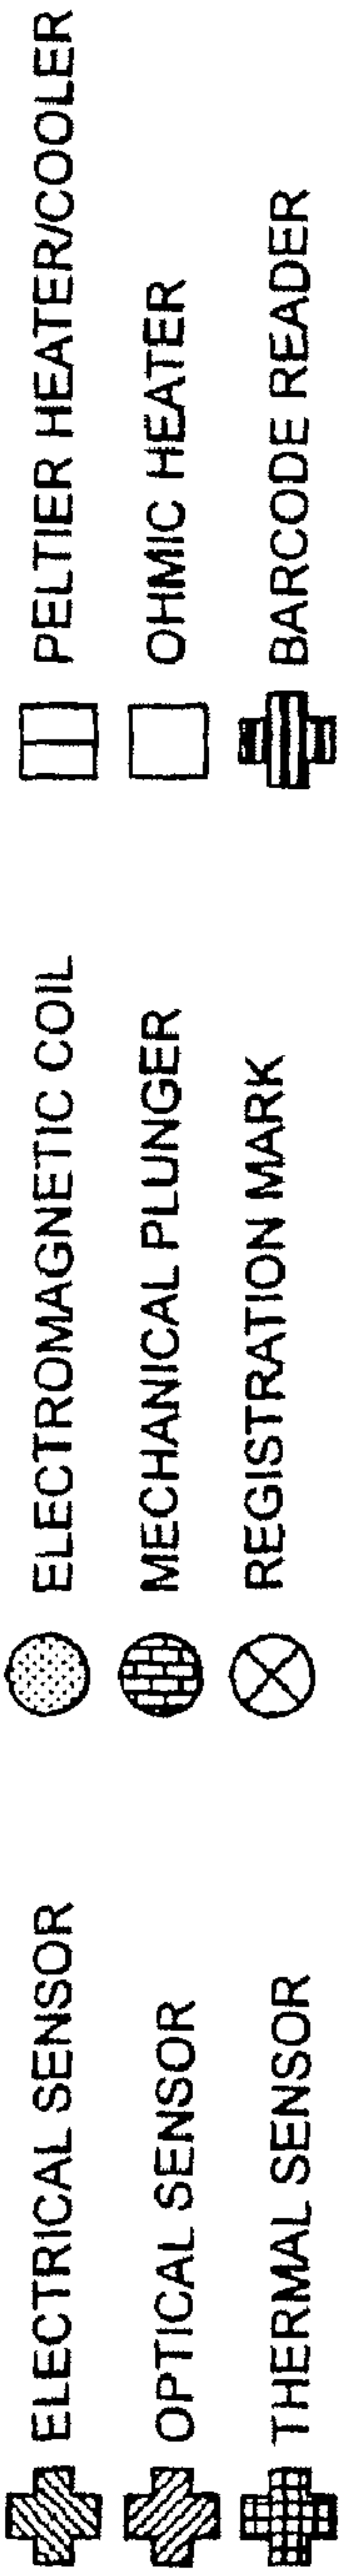 ELECTRICAL SENSOR
OPTICAL SENSOR
THERMAL SENSOR
ELECTROMAGNETIC COIL
MECHANICAL PLUNGER
REGISTRATION MARK
PELTIER HEATER/COOLER
OHMIC HEATER
BARCODE READER